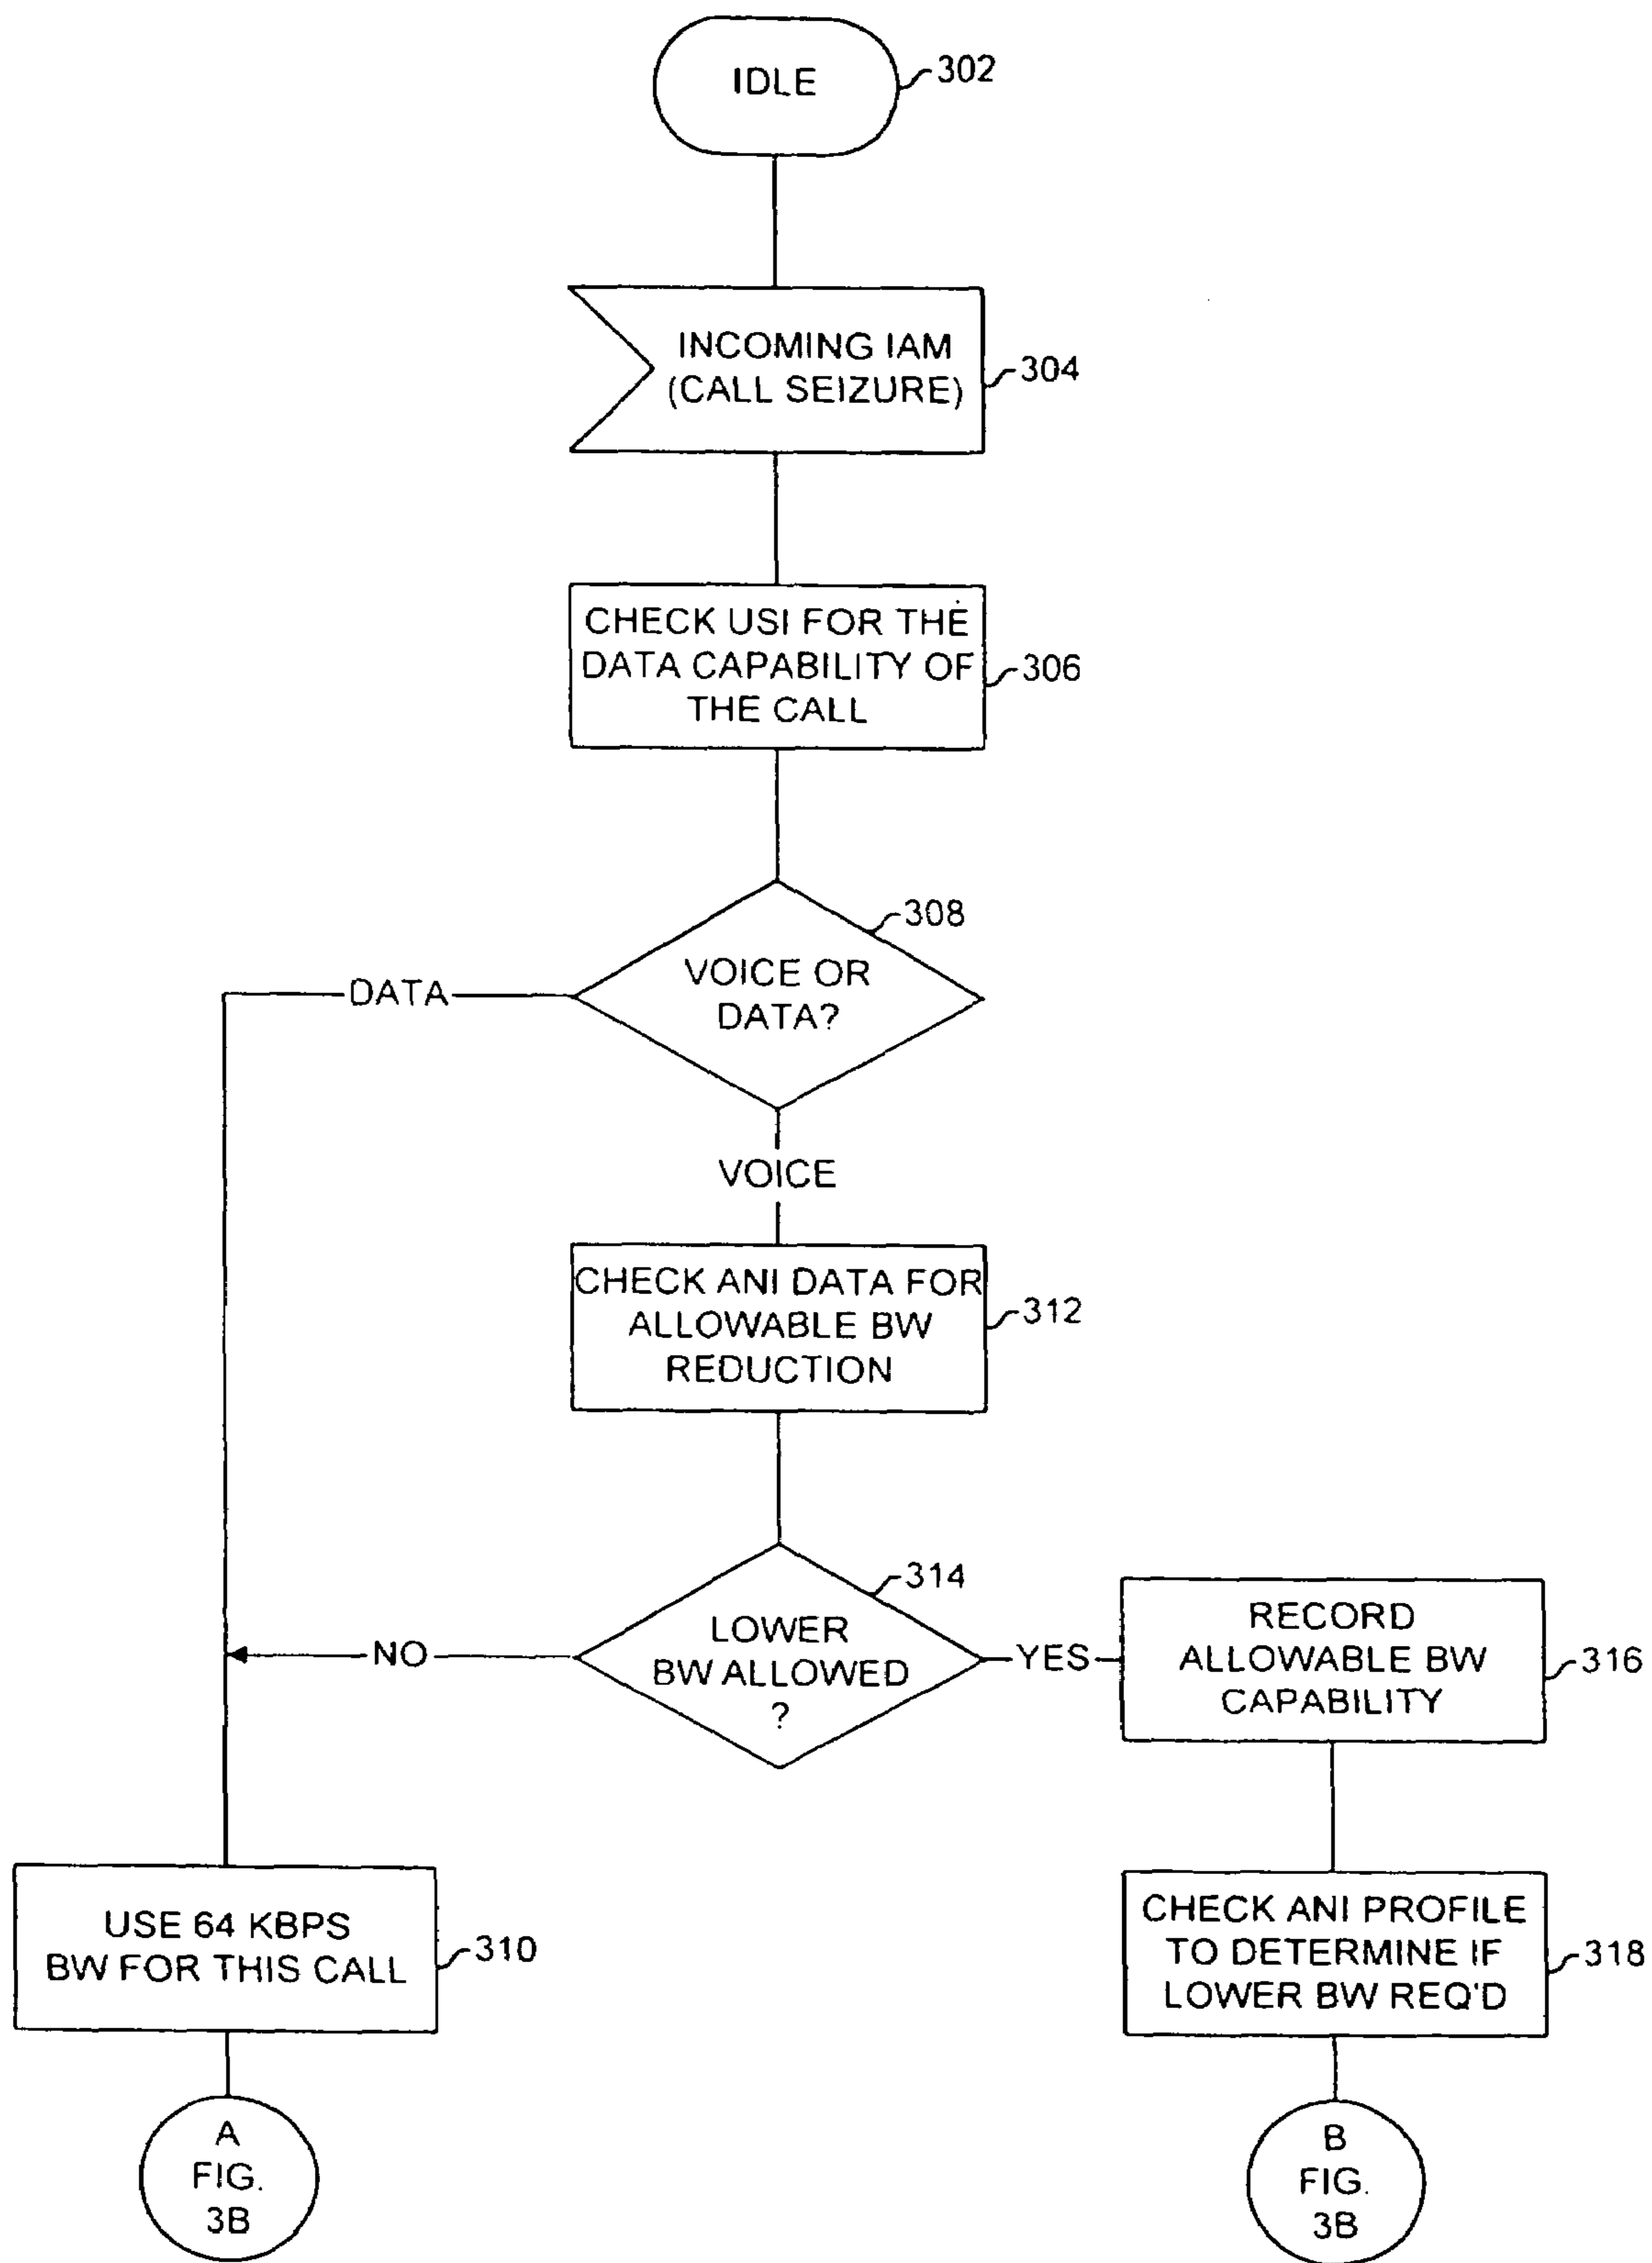 IDLE
302
INCOMING IAM
(CALL SEIZURE)
304
CHECK USI FOR THE
DATA CAPABILITY OF
THE CALL
306
308
VOICE OR
DATA?
DATA
VOICE
CHECK ANI DATA FOR
ALLOWABLE BW
REDUCTION
312
314
LOWER
BW ALLOWED
?
NO
YES
RECORD
ALLOWABLE BW
CAPABILITY
316
USE 64 KBPS
BW FOR THIS CALL
310
CHECK ANI PROFILE
TO DETERMINE IF
LOWER BW REQ'D
318
A
FIG.
3B
B
FIG.
3B